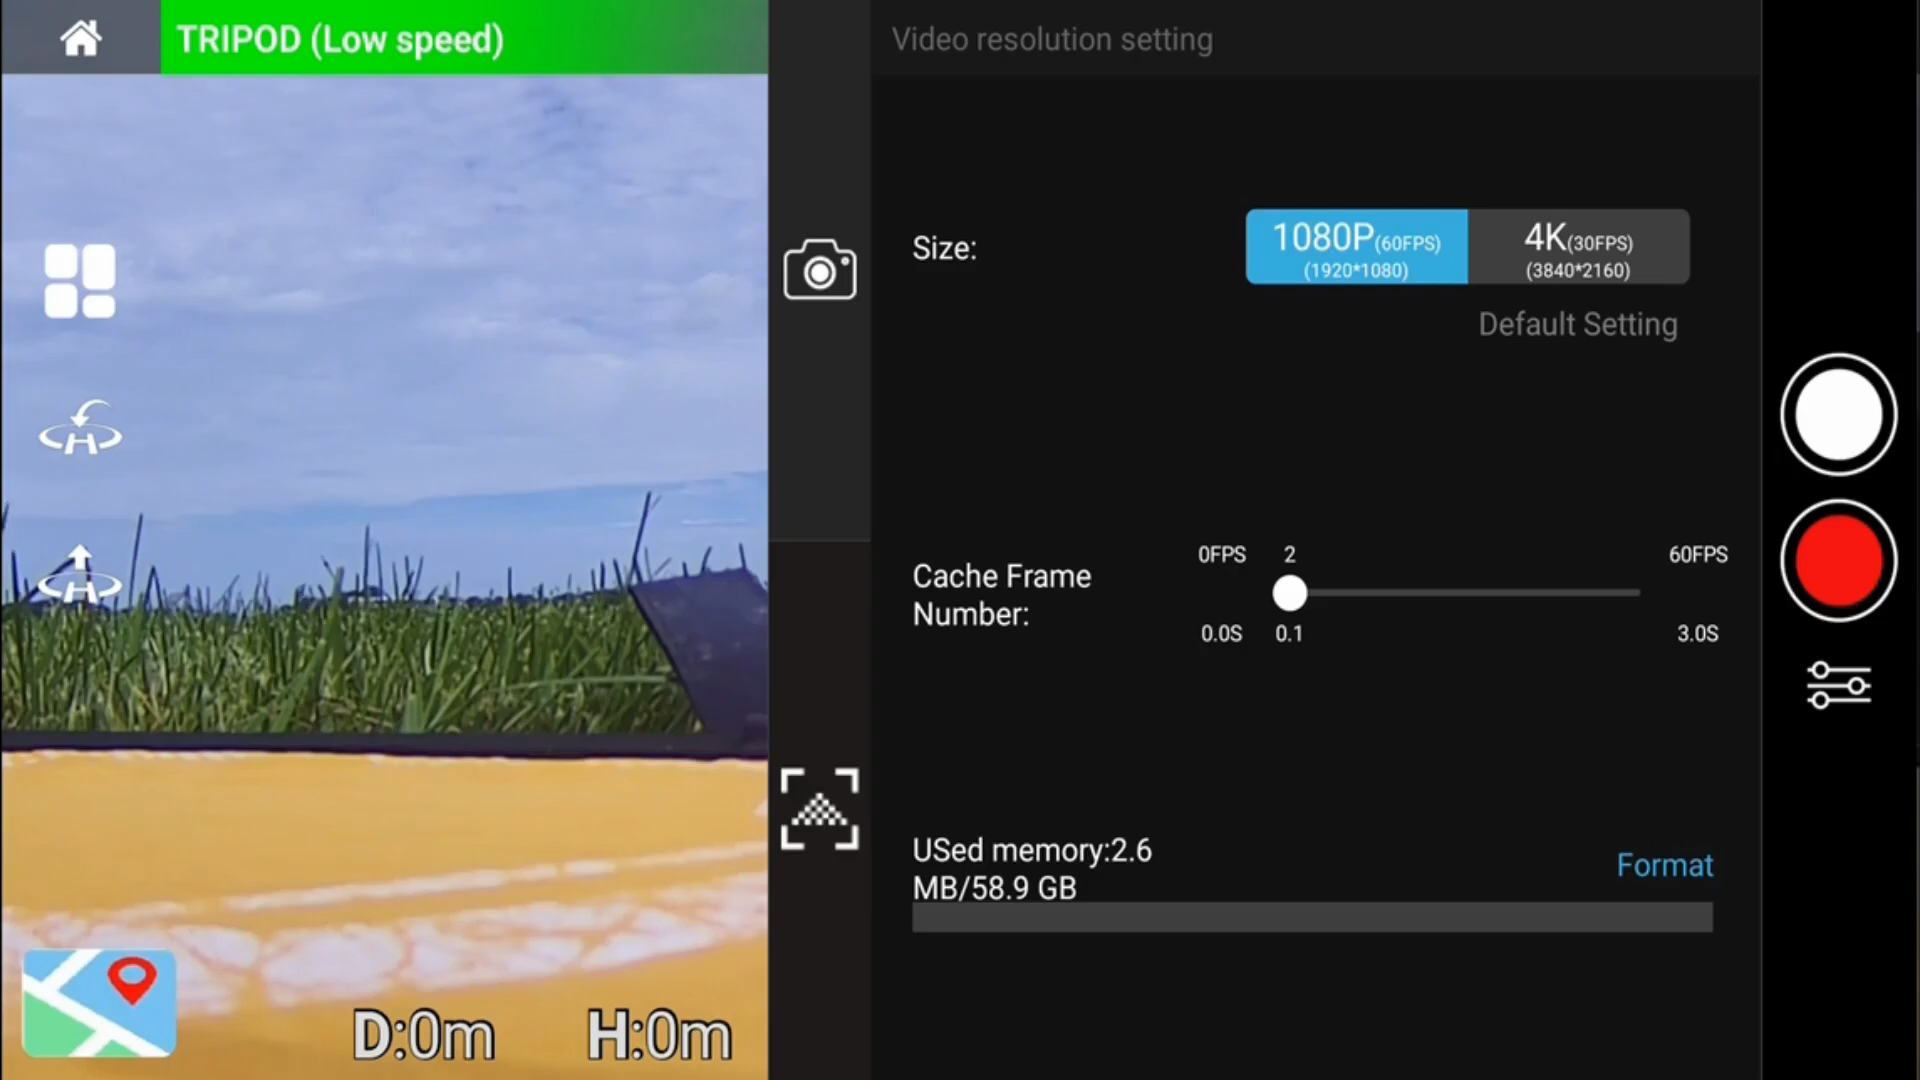 TRIPOD (Low speed)
Video resolution setting
Size:
1080P(60FPS)
(1920*1080)
4K(30FPS)
(3840*2160)
Default Setting
Cache Frame
Number:
0FPS 2 60FPS
0.0S 0.1 3.0S
USed memory:2.6
MB/58.9 GB
Format
H
H
D:0m H:0m